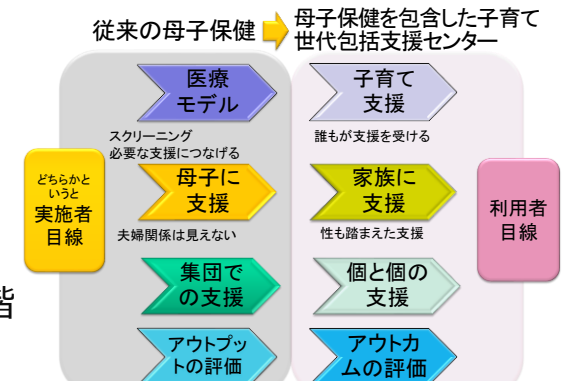 従来の母子保健
母子保健を包含した子育て
世代包括支援センター
医療
モデル
子育て
支援
スクリーニング
必要な支援につなげる
誰もが支援を受ける
どちらかと
いうと
実施者
目線
母子に
支援
家族に
支援
利用者
目線
夫婦関係は見えない
性も踏まえた支援
集団で
の支援
個と個の
支援
階
アウトプッ
トの評価
アウトカ
ムの評価